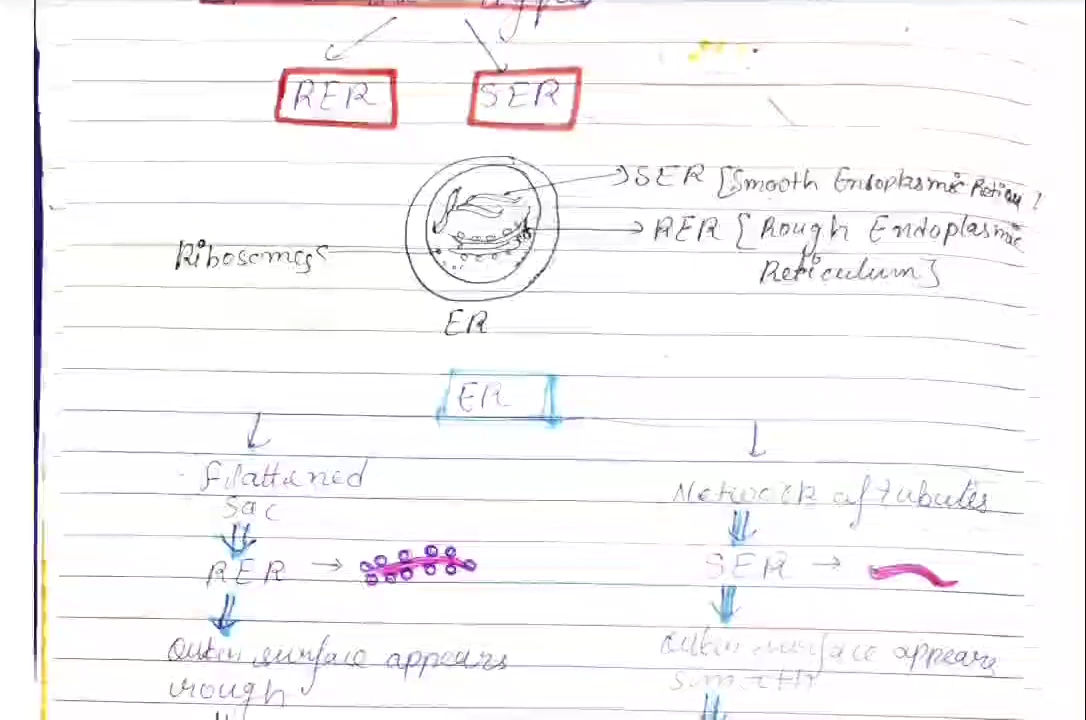 RER SER
SER [Smooth Endoplasmic
RER [Rough Endoplasmic
Ribosomes
Reticulum]
ER
ER
Flattened
Sac
Network of tubules
RER → SER →
Outer surface appears
rough
Outer surface appears
smooth